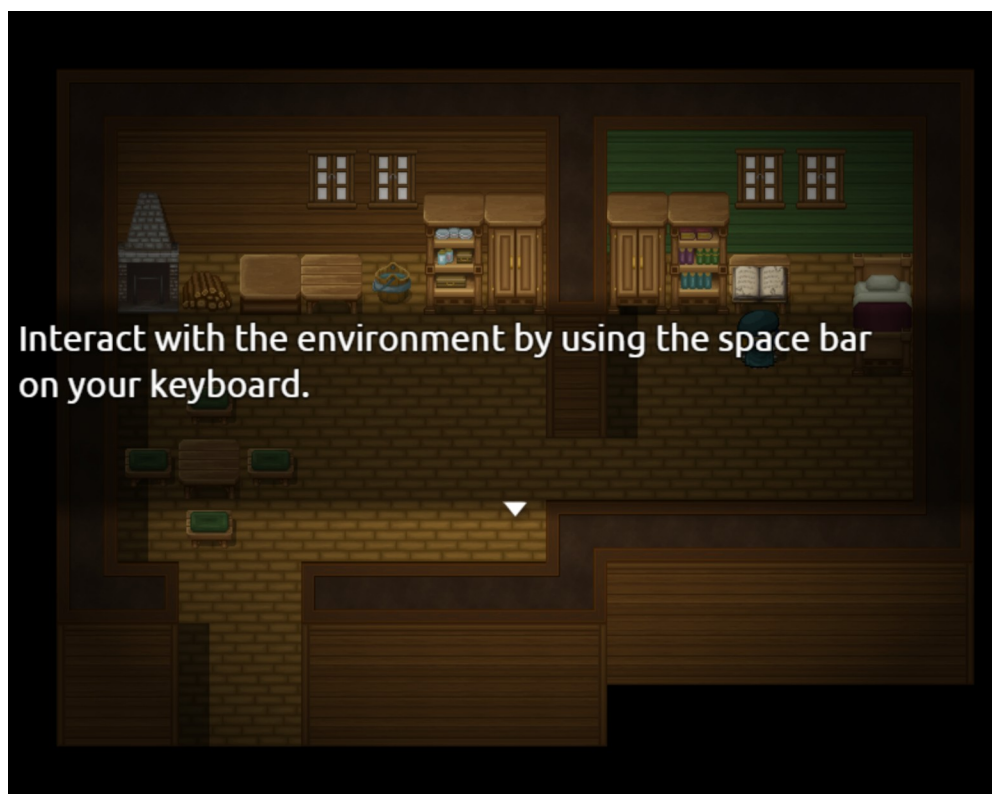 Interact with the environment by using the space bar
on your keyboard.